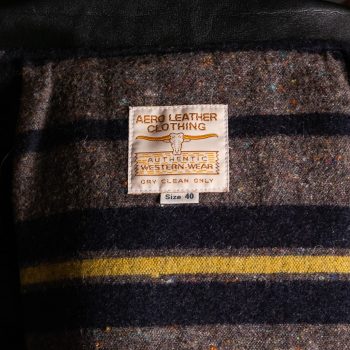 AERO LEATHER
CLOTHING
AUTHENTIC
WESTERN-WEAR
DRY CLEAN ONLY
Size 40